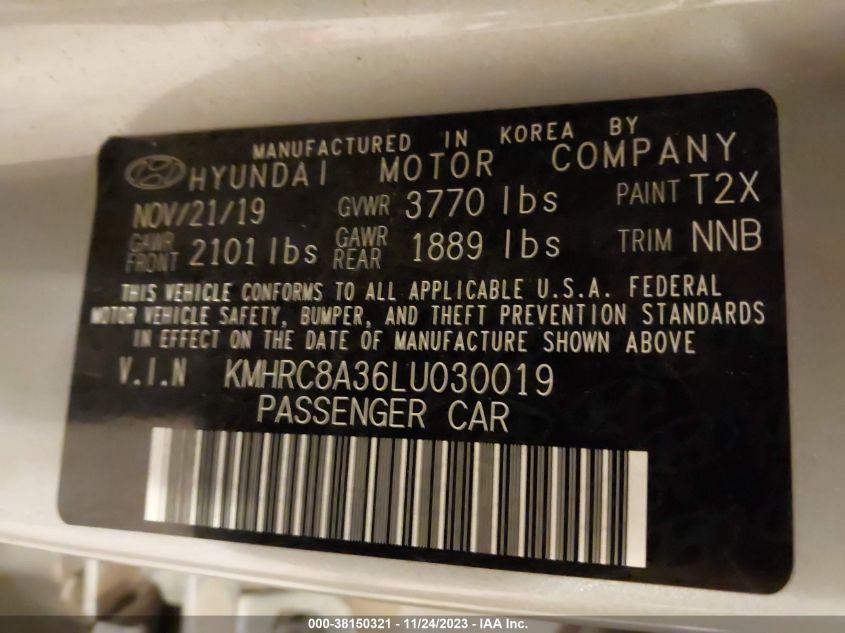 MANUFACTURED IN KOREA BY
HYUNDAI MOTOR COMPANY
NOV/21/19 GVWR 3770 lbs PAINT T2X
GAWR FRONT 2101 lbs GAWR REAR 1889 lbs TRIM NNB
THIS VEHICLE CONFORMS TO ALL APPLICABLE U.S.A. FEDERAL
MOTOR VEHICLE SAFETY, BUMPER, AND THEFT PREVENTION STANDARDS
IN EFFECT ON THE DATE OF MANUFACTURE SHOWN ABOVE
V.I.N KMHRC8A36LU030019
PASSENGER CAR
000-38150321 - 11/24/2023 - IAA Inc.